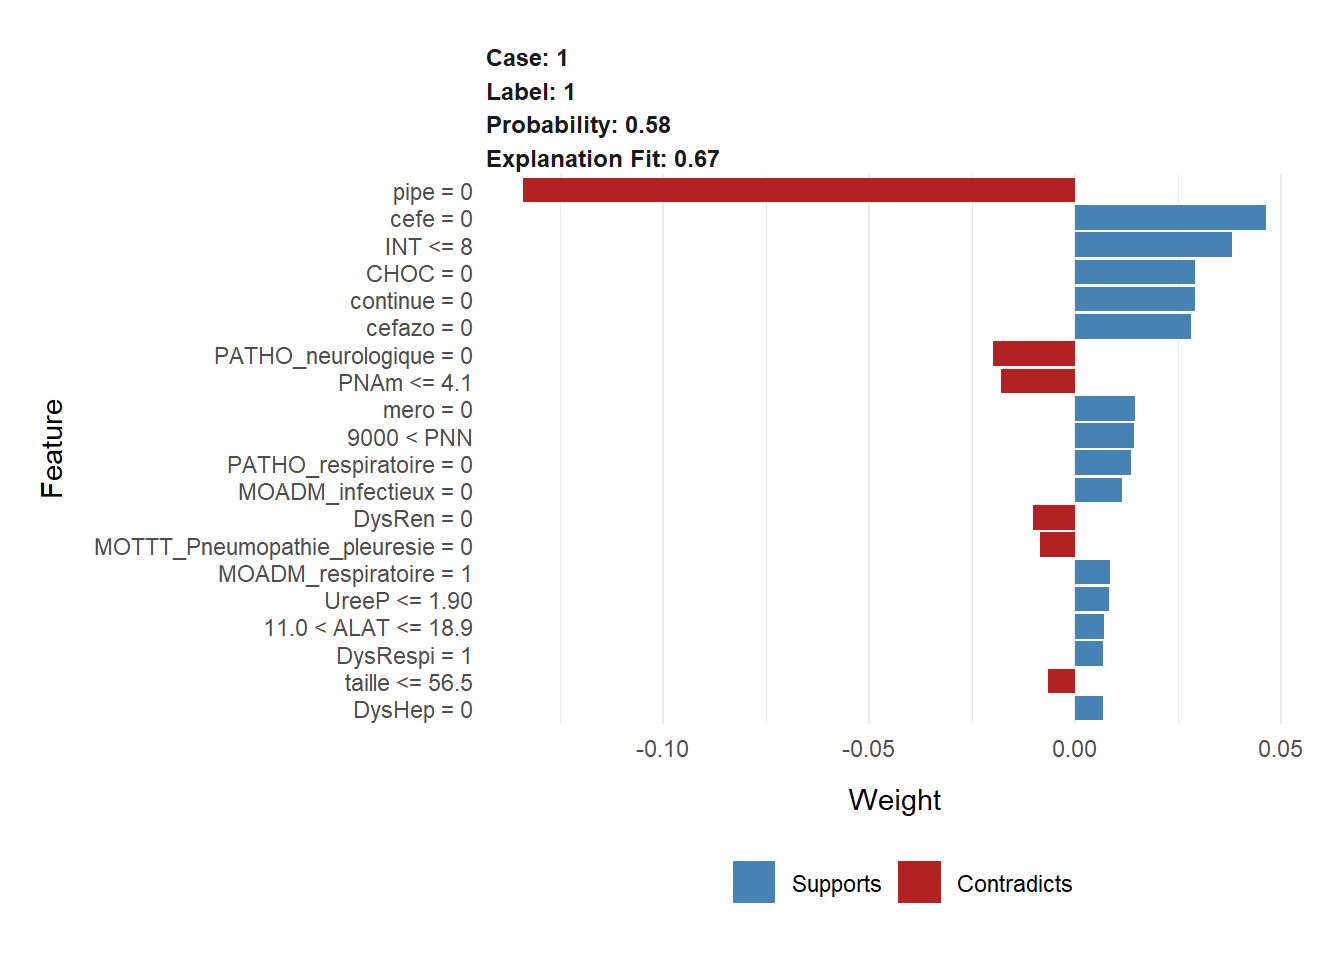 Case: 1
Label: 1
Probability: 0.58
Explanation Fit: 0.67
Feature
pipe = 0
cefe = 0
INT <= 8
CHOC = 0
continue = 0
cefazo = 0
PATHO_neurologique = 0
PNAm <= 4.1
mero = 0
9000 < PNN
PATHO_respiratoire = 0
MOADM_infectieux = 0
DysRen = 0
MOTTT_Pneumopathie_pleuresie = 0
MOADM_respiratoire = 1
UreeP <= 1.90
11.0 < ALAT <= 18.9
DysRespi = 1
taille <= 56.5
DysHep = 0
-0.10 -0.05 0.00 0.05
Weight
Supports Contradicts